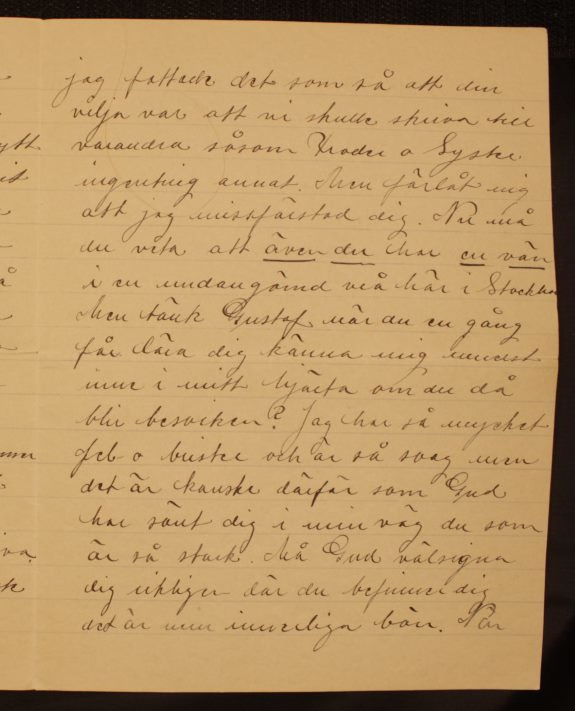 jag fattade det som så att din
vilja var att vi skulle skriva till
varandra såsom Broder o Syster
ingenting annat. Men förlåt mig
att jag missförstod dig. Nu må
du veta att även du har en vän
i en undangömd vrå här i Stockhol
Men tänk Gustaf när du en gång
får lära dig känna mig innerst
inne i mitt hjärta om du då
blir besviken? Jag har så mycket
fel o brister och är så svag men
det är kanske därför som Gud
har sänt dig i min väg du som
är så stark. Må Gud välsigna
dig rikligen där du befinner dig
det är min innerliga bön. När